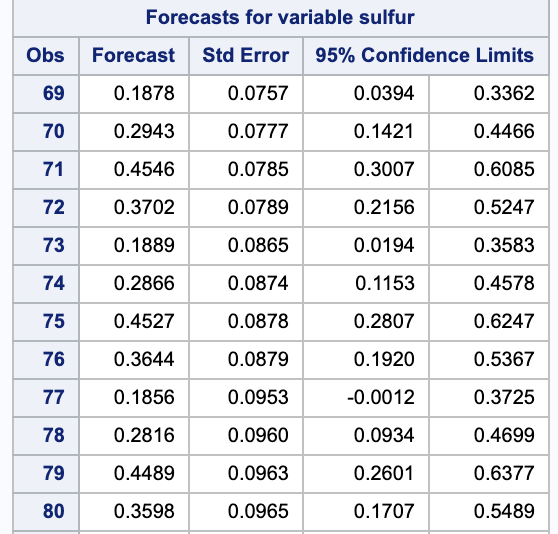 Forecasts for variable sulfur
Obs Forecast Std Error 95% Confidence Limits
69 0.1878 0.0757 0.0394 0.3362
70 0.2943 0.0777 0.1421 0.4466
71 0.4546 0.0785 0.3007 0.6085
72 0.3702 0.0789 0.2156 0.5247
73 0.1889 0.0865 0.0194 0.3583
74 0.2866 0.0874 0.1153 0.4578
75 0.4527 0.0878 0.2807 0.6247
76 0.3644 0.0879 0.1920 0.5367
77 0.1856 0.0953 -0.0012 0.3725
78 0.2816 0.0960 0.0934 0.4699
79 0.4489 0.0963 0.2601 0.6377
80 0.3598 0.0965 0.1707 0.5489